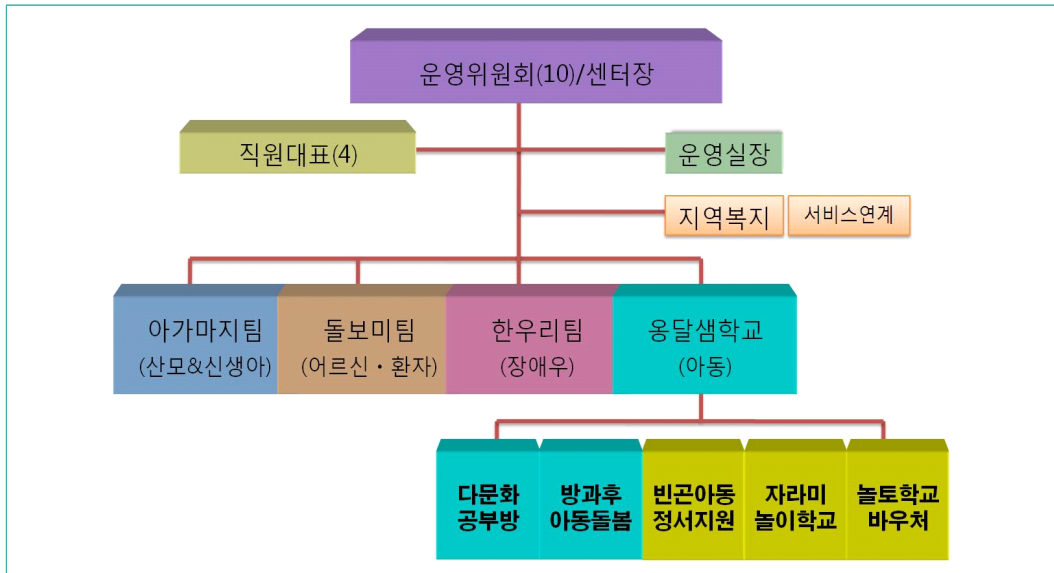 운영위원회(10)/센터장
직원대표(4)
운영실장
지역복지
서비스연계
아가마지팀
(산모&신생아)
돌보미팀
(어르신・환자)
한우리팀
(장애우)
옹달샘학교
(아동)
다문화
공부방
방과후
아동돌봄
빈곤아동
정서지원
자라미
놀이학교
놀토학교
바우처